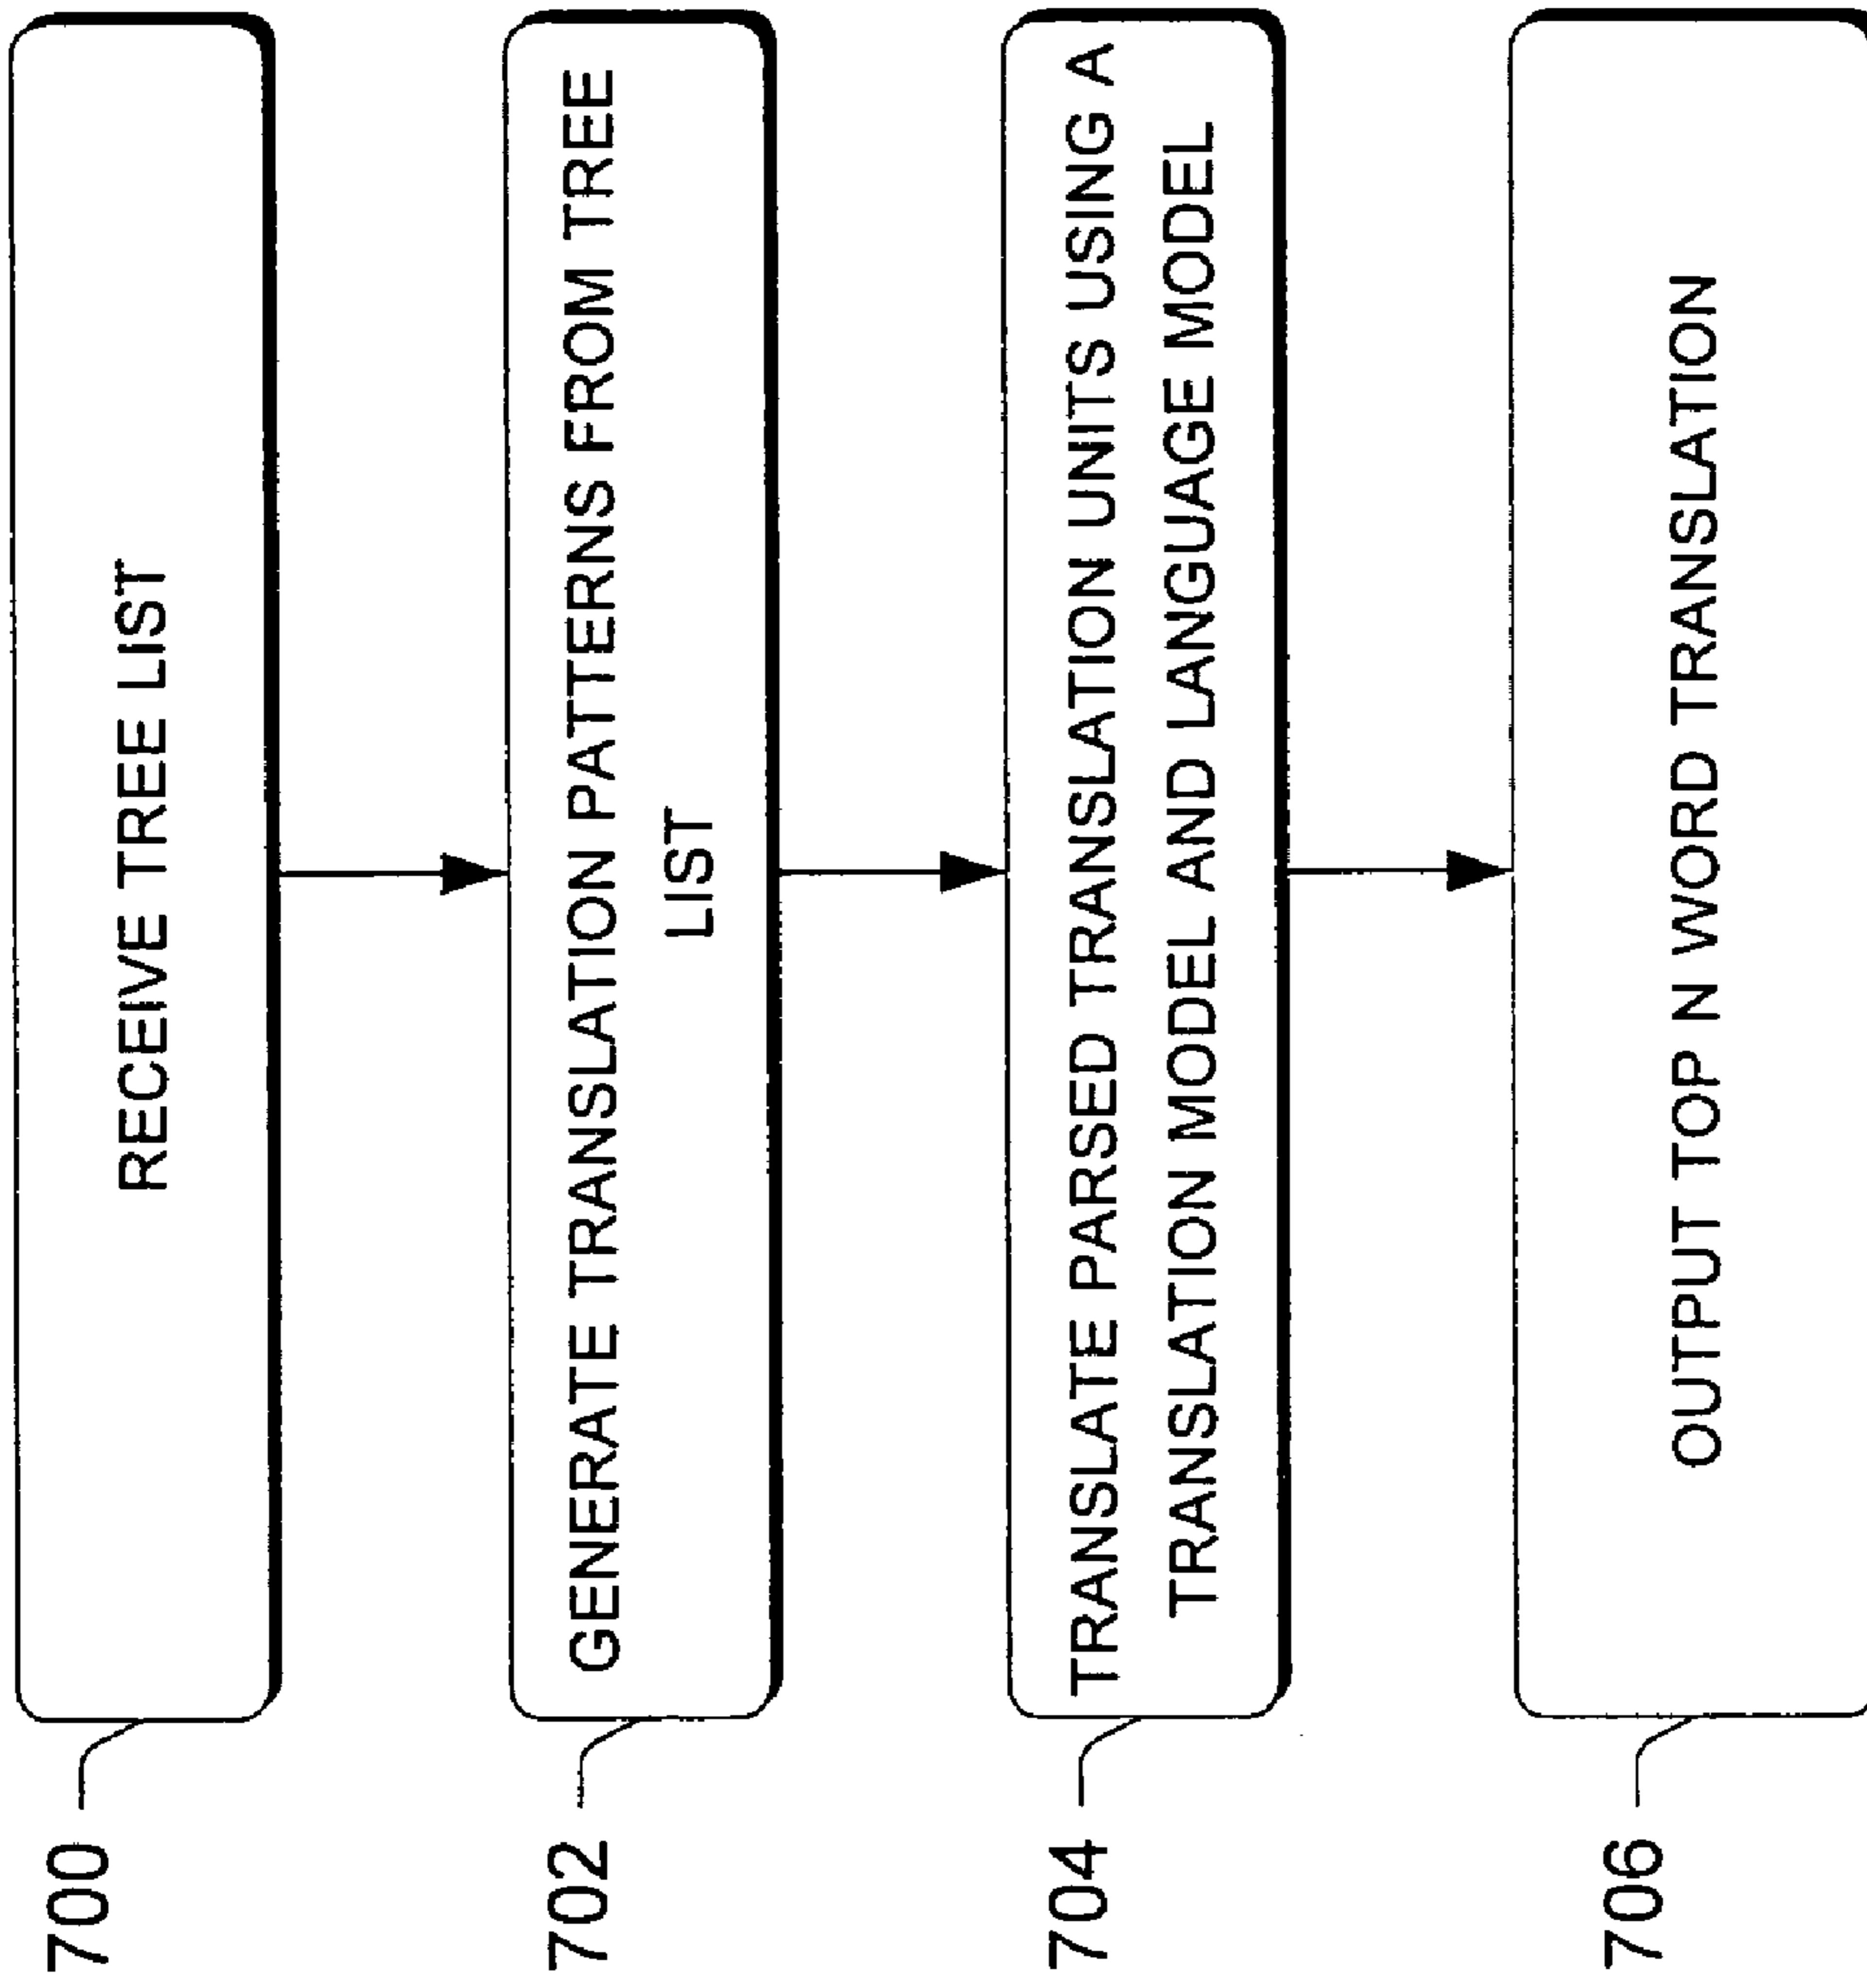 700
RECEIVE TREE LIST
702
GENERATE TRANSLATION PATTERNS FROM TREE
LIST
704
TRANSLATE PARSED TRANSLATION UNITS USING A
TRANSLATION MODEL AND LANGUAGE MODEL
706
OUTPUT TOP N WORD TRANSLATION